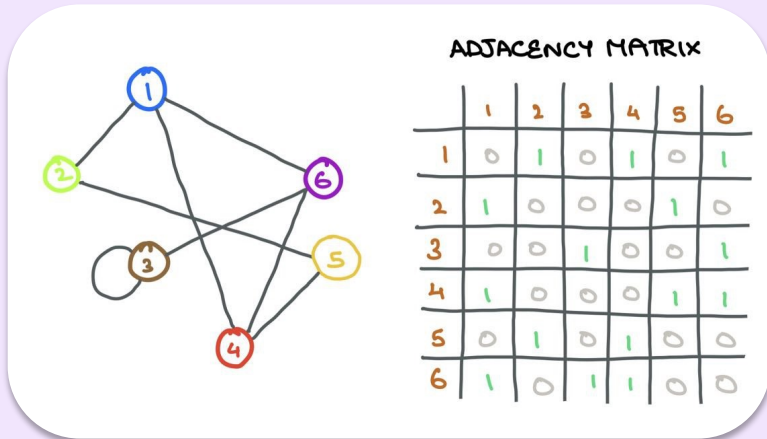 ADJACENCY MATRIX
1
2
6
3
5
4
1 2 3 4 5 6
1 0 1 0 1 0 1
2 1 0 0 0 1 0
3 0 0 1 0 0 1
4 1 0 0 0 1 1
5 0 1 0 1 0 0
6 1 0 1 1 0 0